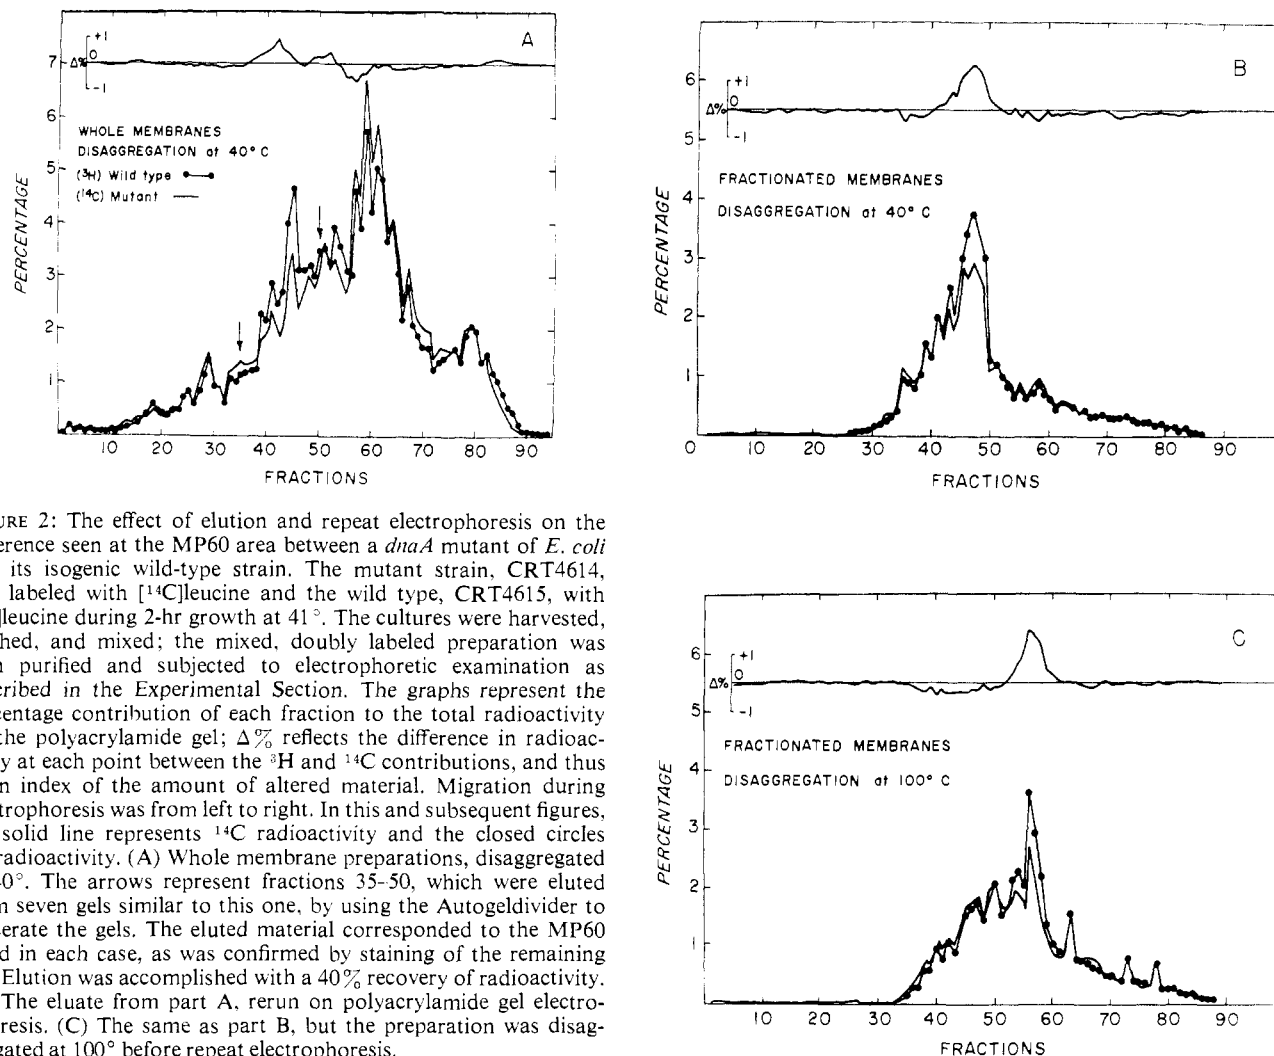 A
Δ%
+1
0
-1
7
6
5
4
3
2
1
WHOLE MEMBRANES
DISAGGREGATION at 40° C
(³H) Wild type
(¹⁴C) Mutant
PERCENTAGE
10 20 30 40 50 60 70 80 90
FRACTIONS
URE 2: The effect of elution and repeat electrophoresis on the
erence seen at the MP60 area between a dnaA mutant of E. coli
its isogenic wild-type strain. The mutant strain, CRT4614,
labeled with [¹⁴C]leucine and the wild type, CRT4615, with
]leucine during 2-hr growth at 41°. The cultures were harvested,
hed, and mixed; the mixed, doubly labeled preparation was
purified and subjected to electrophoretic examination as
cribed in the Experimental Section. The graphs represent the
centage contribution of each fraction to the total radioactivity
the polyacrylamide gel; Δ% reflects the difference in radioac-
y at each point between the ³H and ¹⁴C contributions, and thus
n index of the amount of altered material. Migration during
trophoresis was from left to right. In this and subsequent figures,
solid line represents ¹⁴C radioactivity and the closed circles
radioactivity. (A) Whole membrane preparations, disaggregated
0°. The arrows represent fractions 35–50, which were eluted
n seven gels similar to this one, by using the Autogeldivider to
erate the gels. The eluted material corresponded to the MP60
d in each case, as was confirmed by staining of the remaining
Elution was accomplished with a 40% recovery of radioactivity.
The eluate from part A, rerun on polyacrylamide gel electro-
resis. (C) The same as part B, but the preparation was disag-
gated at 100° before repeat electrophoresis.
B
Δ%
+1
0
-1
6
5
4
3
2
1
FRACTIONATED MEMBRANES
DISAGGREGATION at 40° C
PERCENTAGE
0 10 20 30 40 50 60 70 80 90
FRACTIONS
C
Δ%
+1
0
-1
6
5
4
3
2
1
FRACTIONATED MEMBRANES
DISAGGREGATION at 100° C
PERCENTAGE
10 20 30 40 50 60 70 80 90
FRACTIONS